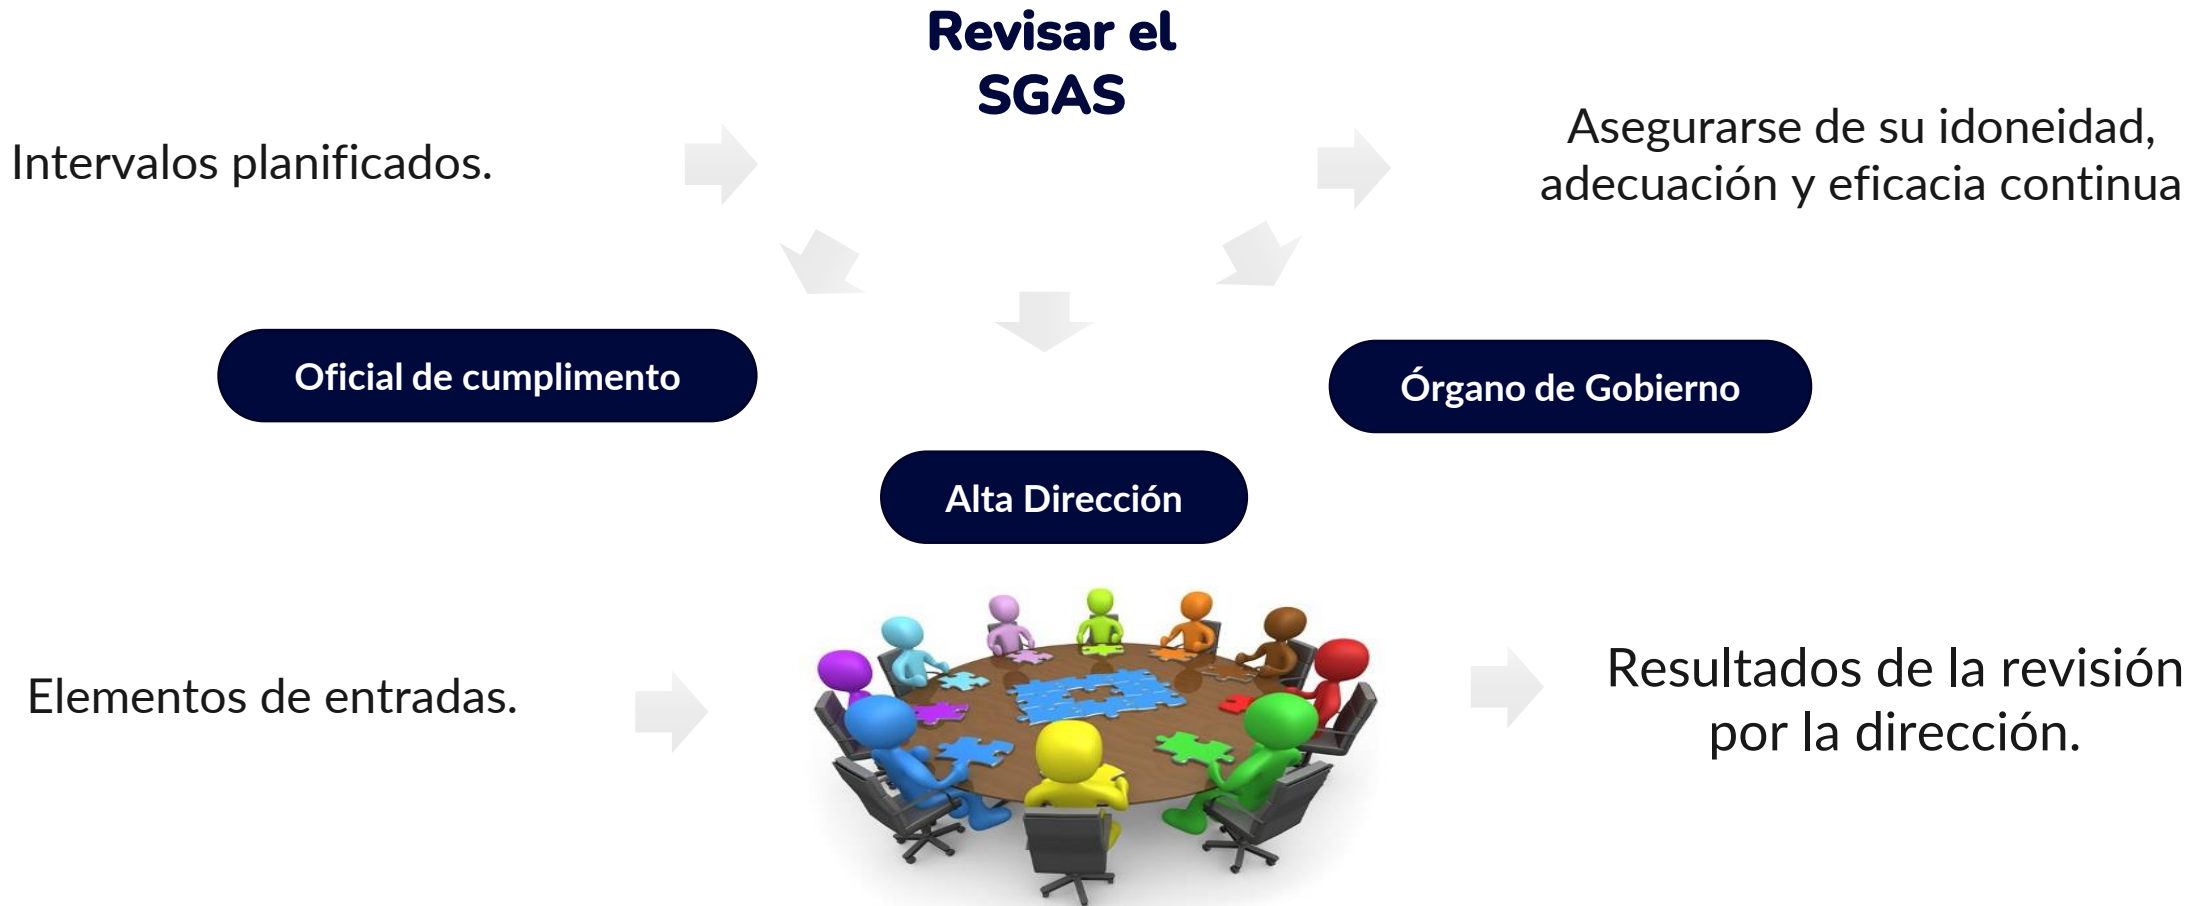 Revisar el
SGAS
Intervalos planificados.
Asegurarse de su idoneidad,
adecuación y eficacia continua
Oficial de cumplimento
Órgano de Gobierno
Alta Dirección
Elementos de entradas.
Resultados de la revisión
por la dirección.